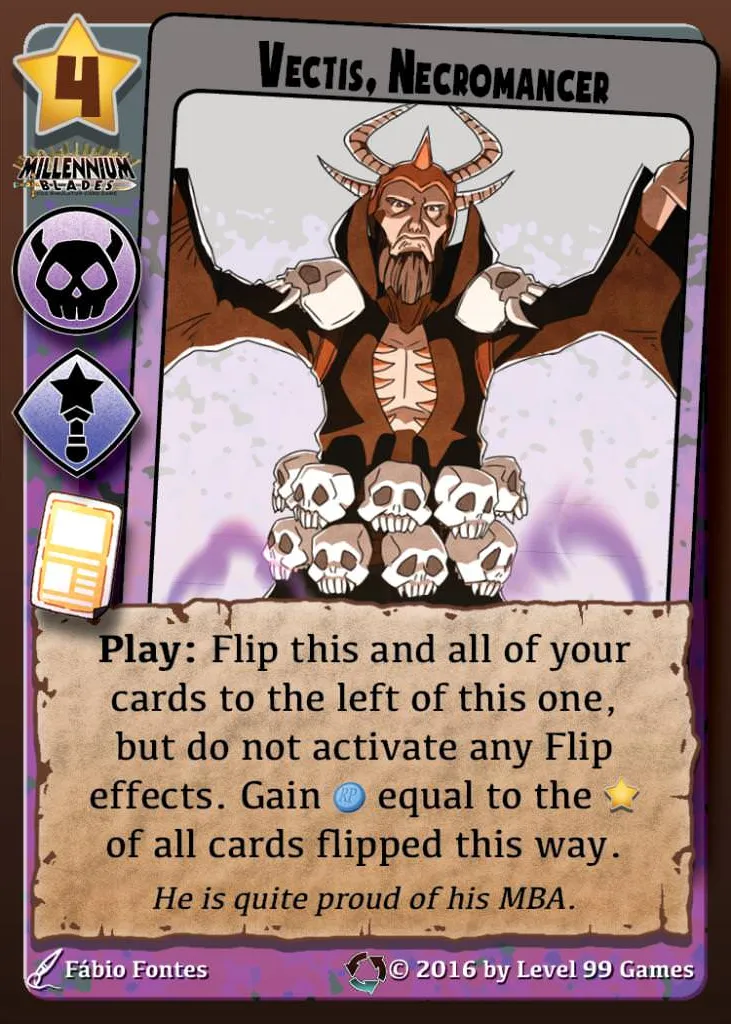 4
VECTIS, NECROMANCER
MILLENNIUM
BLADES
Play: Flip this and all of your
cards to the left of this one,
but do not activate any Flip
effects. Gain RP equal to the
of all cards flipped this way.
He is quite proud of his MBA.
Fábio Fontes
© 2016 by Level 99 Games